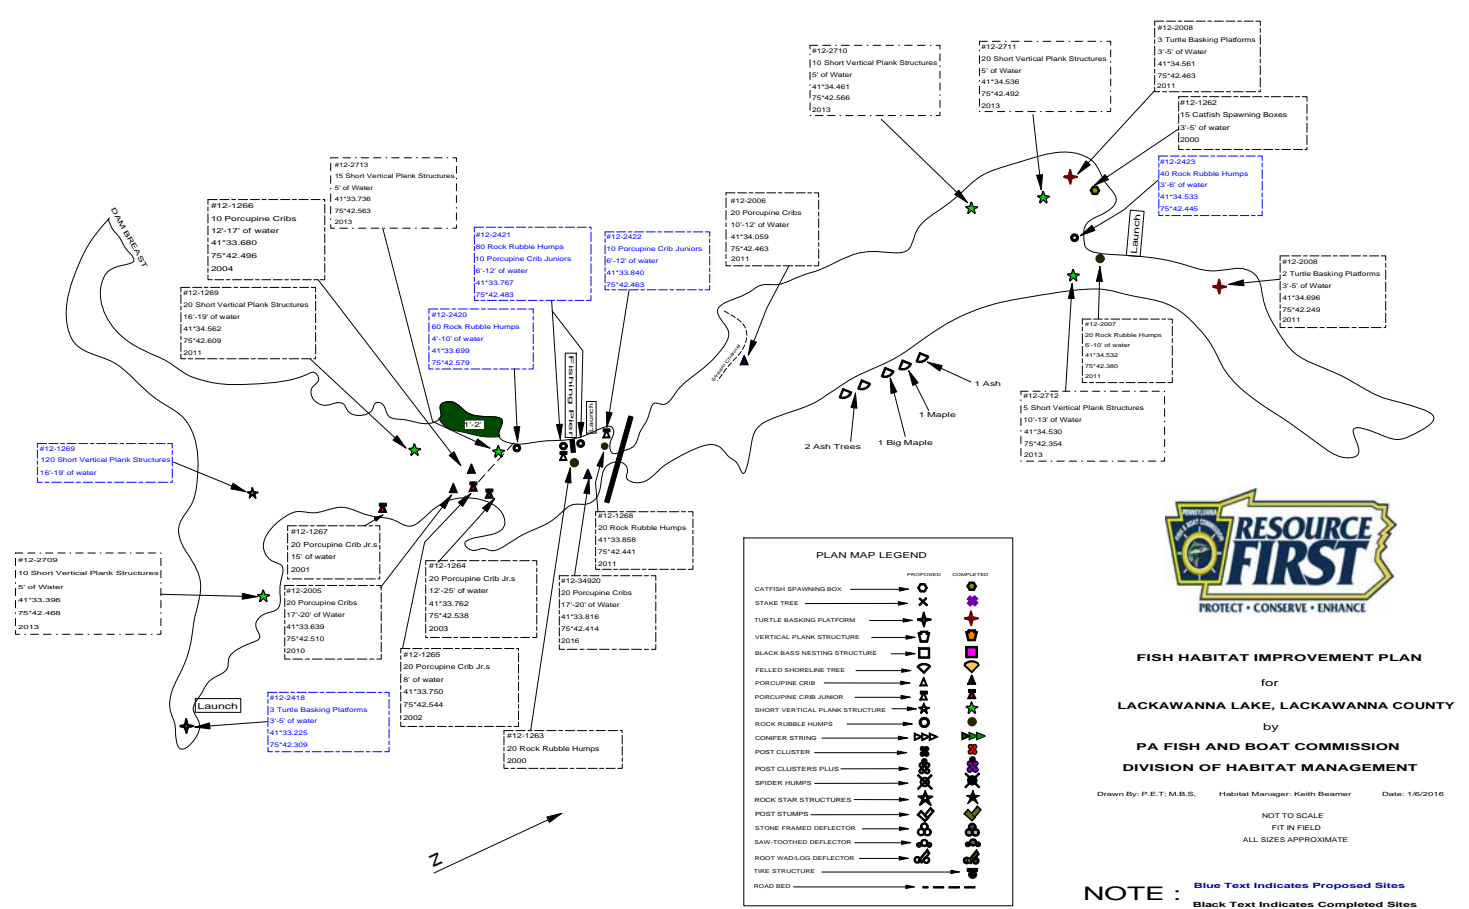 #12-2710
10 Short Vertical Plank Structures
5' of Water
41°34.461
75°42.566
2013
#12-2711
20 Short Vertical Plank Structures
5' of Water
41°34.536
75°42.492
2013
#12-2008
3 Turtle Basking Platforms
3'-5' of Water
41°34.561
75°42.463
2011
#12-1262
15 Catfish Spawning Boxes
3'-5' of water
2000
#12-2423
40 Rock Rubble Humps
3'-6' of water
41°34.533
75°42.445
#12-2713
15 Short Vertical Plank Structures
5' of Water
41°33.736
75°42.563
2013
#12-1266
10 Porcupine Cribs
12'-17' of water
41°33.680
75°42.496
2004
#12-2006
20 Porcupine Cribs
10'-12' of water
41°34.059
75°42.463
2011
DAM BREAST
#12-2421
80 Rock Rubble Humps
10 Porcupine Crib Juniors
6'-12' of water
41°33.767
75°42.483
#12-2422
10 Porcupine Crib Juniors
6'-12' of water
41°33.840
75°42.463
Launch
#12-2008
2 Turtle Basking Platforms
3'-5' of Water
41°34.696
75°42.249
2011
#12-1269
20 Short Vertical Plank Structures
16'-19' of water
41°34.562
75°42.609
2011
#12-2420
60 Rock Rubble Humps
4'-10' of water
41°33.699
75°42.579
Fishing Pier
Launch
Stream Channel
#12-2007
20 Rock Rubble Humps
6'-10' of water
41°34.532
75°42.380
2011
1 Ash
1 Maple
1 Big Maple
2 Ash Trees
#12-2712
5 Short Vertical Plank Structures
10'-13' of water
41°34.530
75°42.354
2013
1'-2'
#12-1269
120 Short Vertical Plank Structures
16'-19' of water
#12-2709
10 Short Vertical Plank Structures
5' of Water
41°33.396
75°42.468
2013
#12-1267
20 Porcupine Crib Jr.s
15' of water
2001
#12-2005
20 Porcupine Cribs
17'-20' of Water
41°33.639
75°42.510
2010
#12-1264
20 Porcupine Crib Jr.s
12'-25' of water
41°33.762
75°42.538
2003
#12-1268
20 Rock Rubble Humps
41°33.858
75°42.441
2011
#12-34920
20 Porcupine Cribs
17'-20' of Water
41°33.816
75°42.414
2016
#12-1265
20 Porcupine Crib Jr.s
8' of water
41°33.750
75°42.544
2002
Launch
#12-2418
3 Turtle Basking Platforms
3'-5' of water
41°33.225
75°42.309
#12-1263
20 Rock Rubble Humps
2000
N
PLAN MAP LEGEND
PROPOSED COMPLETED
CATFISH SPAWNING BOX
STAKE TREE
TURTLE BASKING PLATFORM
VERTICAL PLANK STRUCTURE
BLACK BASS NESTING STRUCTURE
FELLED SHORELINE TREE
PORCUPINE CRIB
PORCUPINE CRIB JUNIOR
SHORT VERTICAL PLANK STRUCTURE
ROCK RUBBLE HUMPS
CONIFER STRING
POST CLUSTER
POST CLUSTERS PLUS
SPIDER HUMPS
ROCK STAR STRUCTURES
POST STUMPS
STONE FRAMED DEFLECTOR
SAW-TOOTHED DEFLECTOR
ROOT WAD/LOG DEFLECTOR
TIRE STRUCTURE
ROAD BED
PENNSYLVANIA
RESOURCE
FIRST
PROTECT • CONSERVE • ENHANCE
FISH HABITAT IMPROVEMENT PLAN
for
LACKAWANNA LAKE, LACKAWANNA COUNTY
by
PA FISH AND BOAT COMMISSION
DIVISION OF HABITAT MANAGEMENT
Drawn By: P.E.T; M.B.S, Habitat Manager: Keith Beamer Date: 1/6/2016
NOT TO SCALE
FIT IN FIELD
ALL SIZES APPROXIMATE
NOTE : Blue Text Indicates Proposed Sites
Black Text Indicates Completed Sites